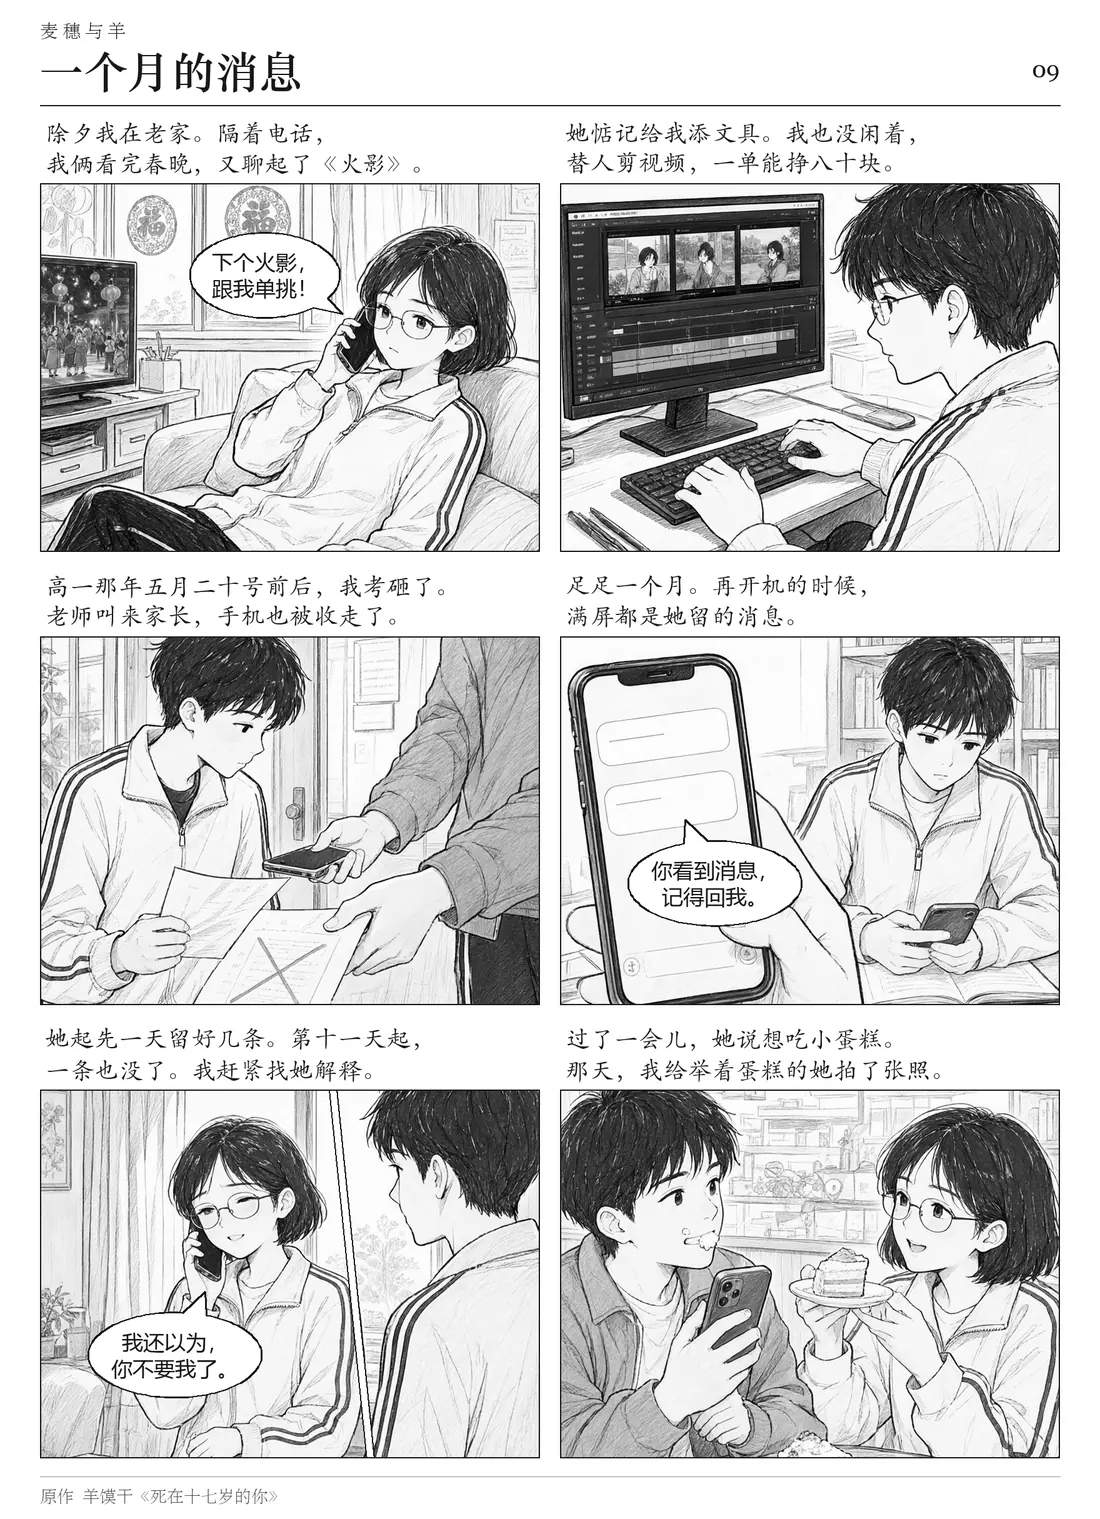 麦穗与羊
一个月的消息
09
除夕我在老家。隔着电话，
我俩看完春晚，又聊起了《火影》。
福
福
下个火影，
跟我单挑！
她惦记给我添文具。我也没闲着，
替人剪视频，一单能挣八十块。
高一那年五月二十号前后，我考砸了。
老师叫来家长，手机也被收走了。
足足一个月。再开机的时候，
满屏都是她留的消息。
你看到消息，
记得回我。
她起先一天留好几条。第十一天起，
一条也没了。我赶紧找她解释。
我还以为，
你不要我了。
过了一会儿，她说想吃小蛋糕。
那天，我给举着蛋糕的她拍了张照。
原作 羊馍干《死在十七岁的你》